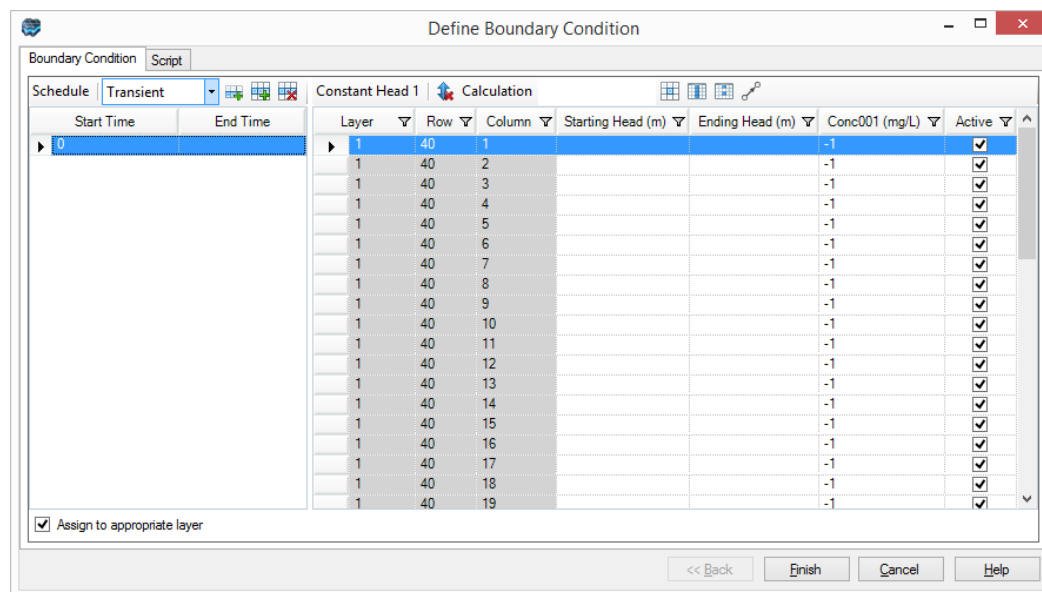 Define Boundary Condition
Boundary Condition Script
Schedule Transient Constant Head 1 Calculation
Start Time End Time Layer Row Column Starting Head (m) Ending Head (m) Conc001 (mg/L) Active
0 1 40 1 -1
1 40 2 -1
1 40 3 -1
1 40 4 -1
1 40 5 -1
1 40 6 -1
1 40 7 -1
1 40 8 -1
1 40 9 -1
1 40 10 -1
1 40 11 -1
1 40 12 -1
1 40 13 -1
1 40 14 -1
1 40 15 -1
1 40 16 -1
1 40 17 -1
1 40 18 -1
1 40 19 -1
Assign to appropriate layer
<< Back Finish Cancel Help